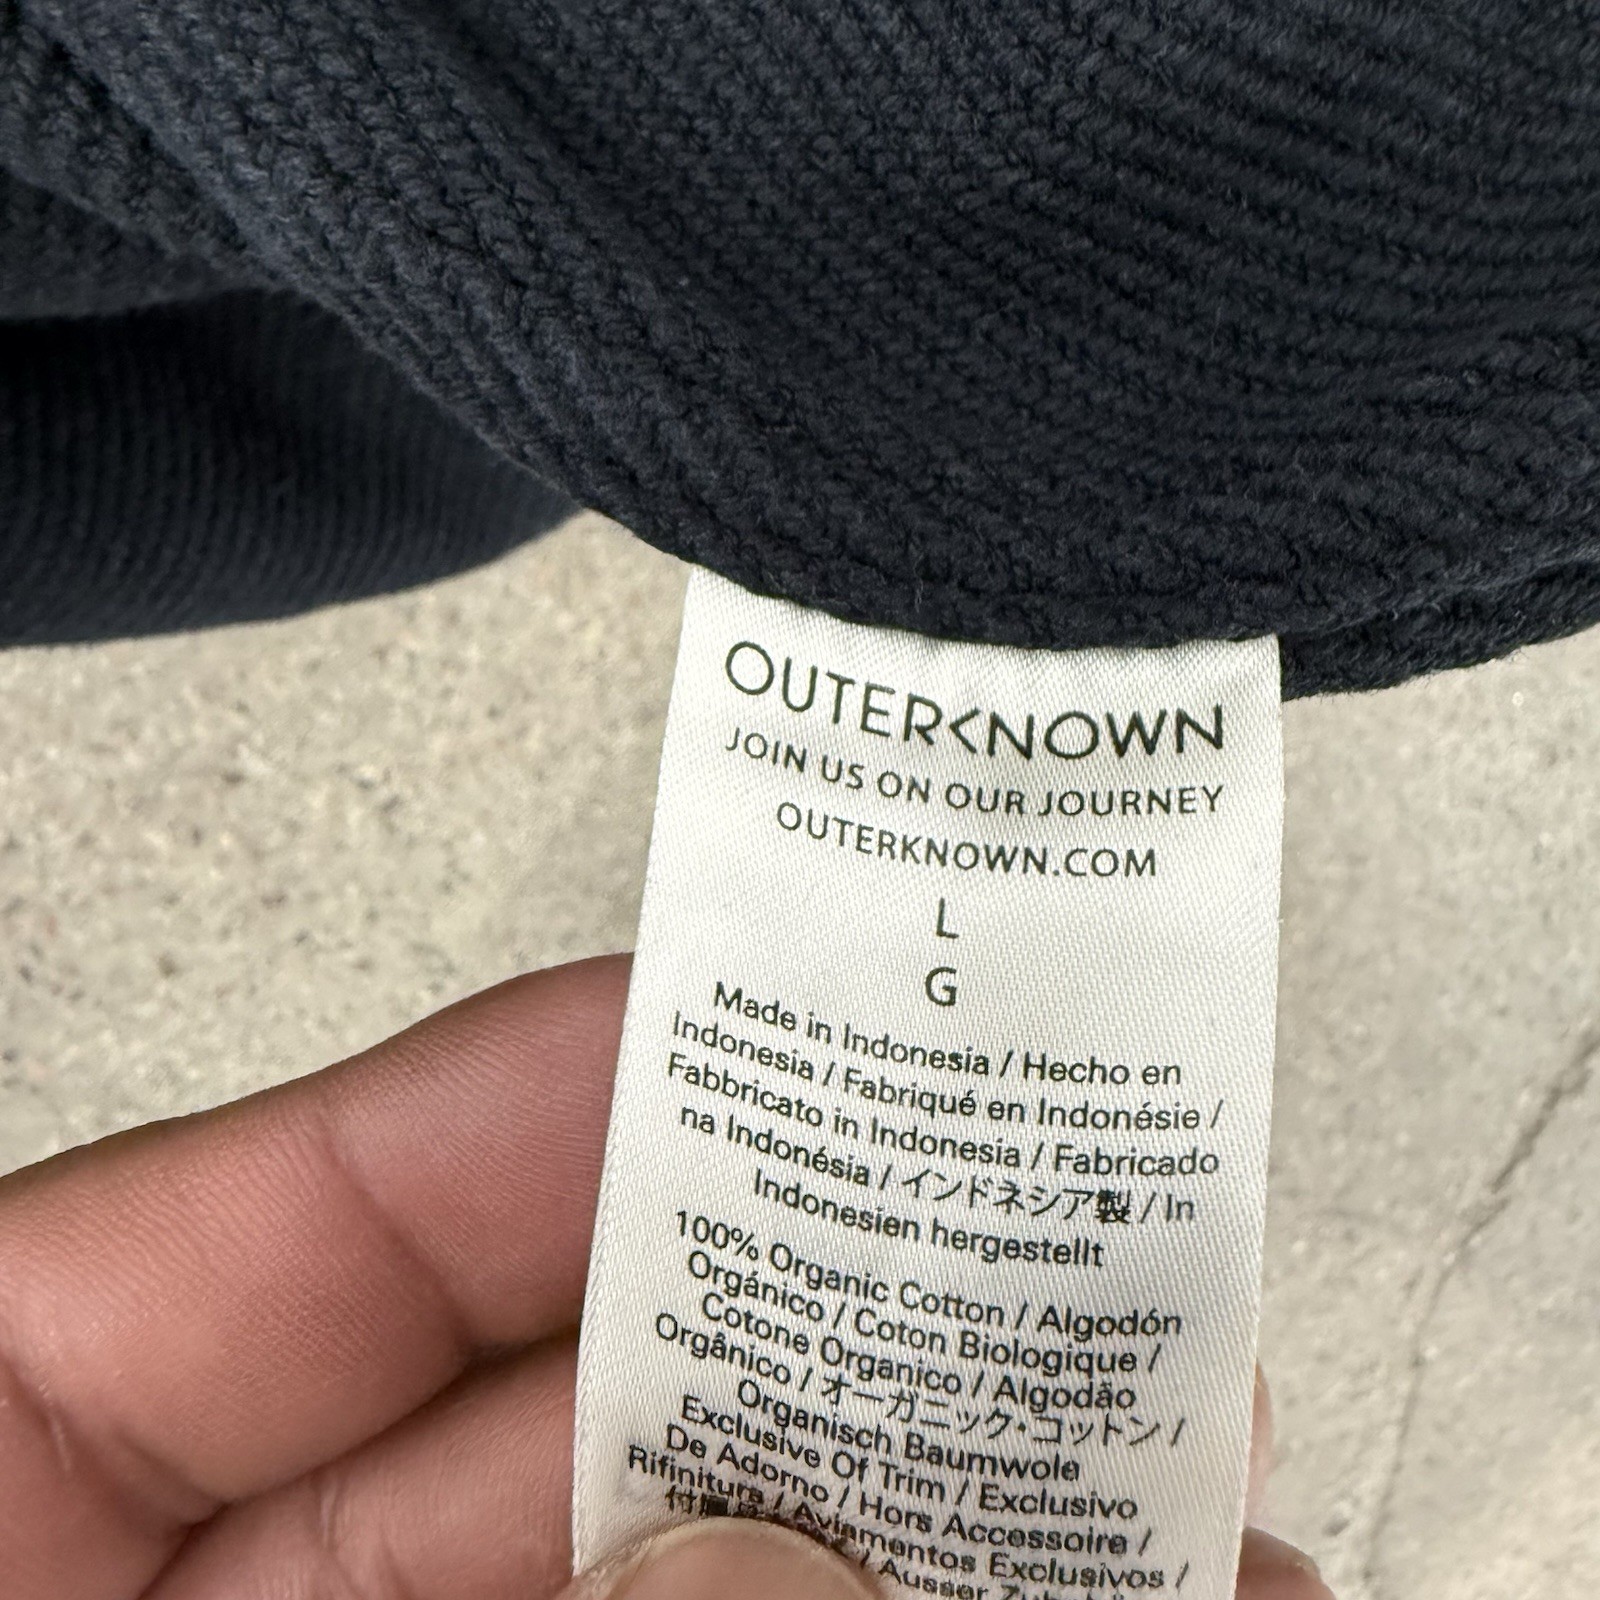 OUTERKNOWN
JOIN US ON OUR JOURNEY
OUTERKNOWN.COM
L
G
Made in Indonesia / Hecho en
Indonesia / Fabriqué en Indonésie /
Fabbricato in Indonesia / Fabricado
na Indonésia / インドネシア製 / In
Indonesien hergestellt
100% Organic Cotton / Algodón
Orgánico / Coton Biologique /
Cotone Organico / Algodão
Orgânico / オーガニック·コットン /
Organisch Baumwole
Exclusive Of Trim / Exclusivo
De Adorno / Hors Accessoire /
Rifiniture / Aviamentos Exclusivos /
/ Ausser